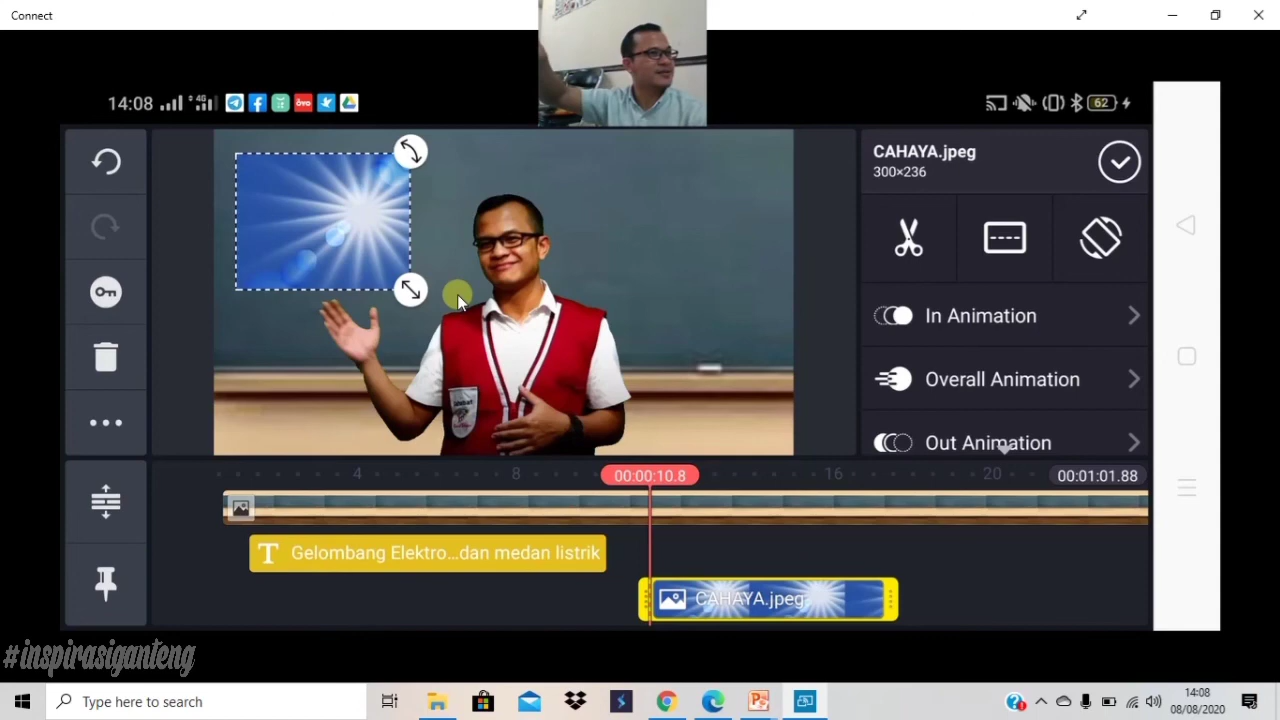 Connect
14:08
4G
OVO
62
CAHAYA.jpeg
300×236
In Animation
Overall Animation
Out Animation
4
8
00:00:10.8
16
20
00:01:01.88
T Gelombang Elektro...dan medan listrik
CAHAYA.jpeg
#inspirasiganteng
Type here to search
14:08
08/08/2020